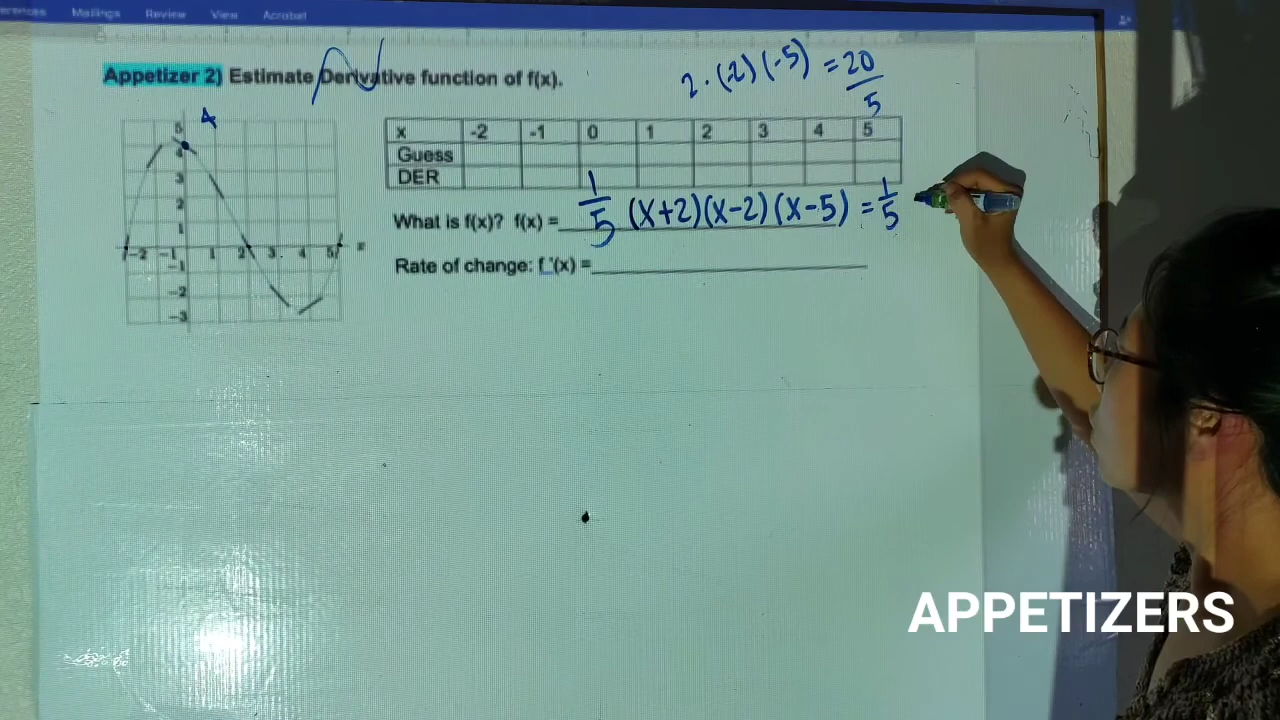 Mailings Review View Acrobat
Appetizer 2) Estimate Derivative function of f(x).
2·(2)(-5) = 20/5
4
5
4
3
2
1
-2 -1 1 2 3 4 5
-1
-2
-3
x -2 -1 0 1 2 3 4 5
Guess
DER
What is f(x)? f(x) = 1/5 (x+2)(x-2)(x-5) = 1/5
Rate of change: f '(x) =
APPETIZERS